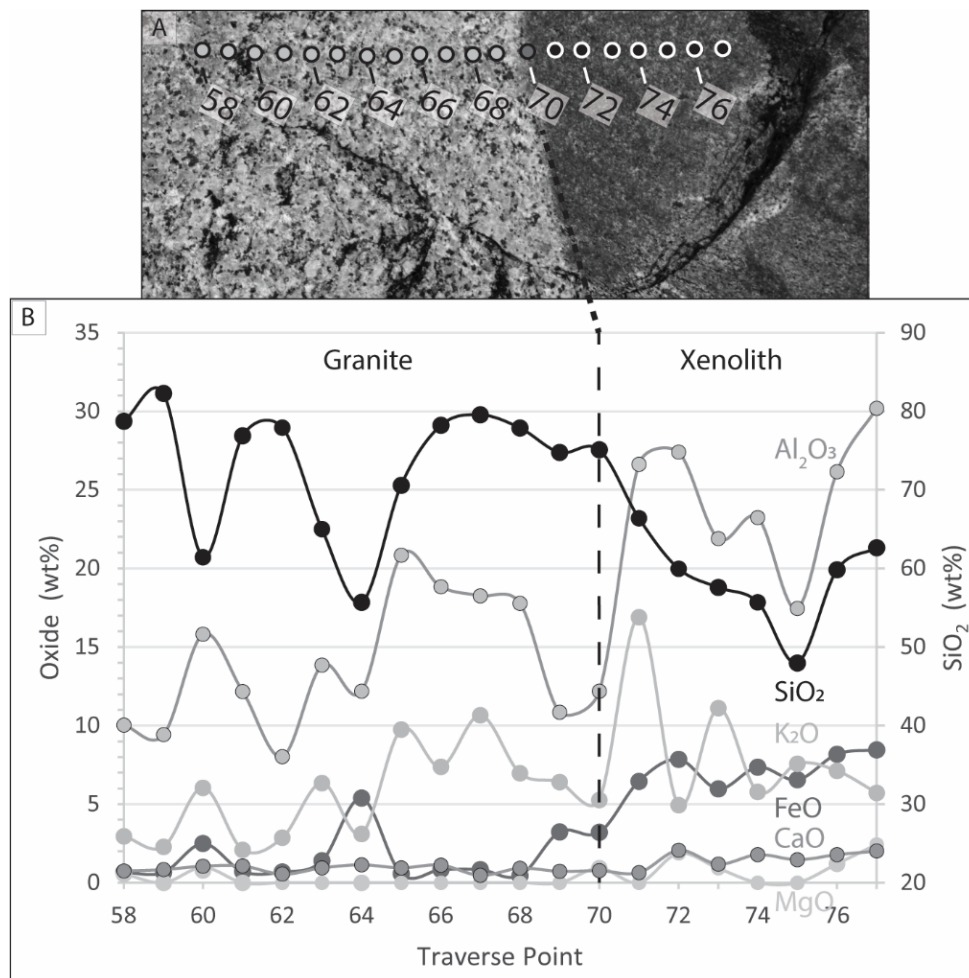 A
58 60 62 64 66 68 70 72 74 76
B
Granite
Xenolith
35
30
25
20
15
10
5
0
Oxide (wt%)
90
80
70
60
50
40
30
20
SiO₂ (wt%)
Al₂O₃
SiO₂
K₂O
FeO
CaO
MgO
58 60 62 64 66 68 70 72 74 76
Traverse Point